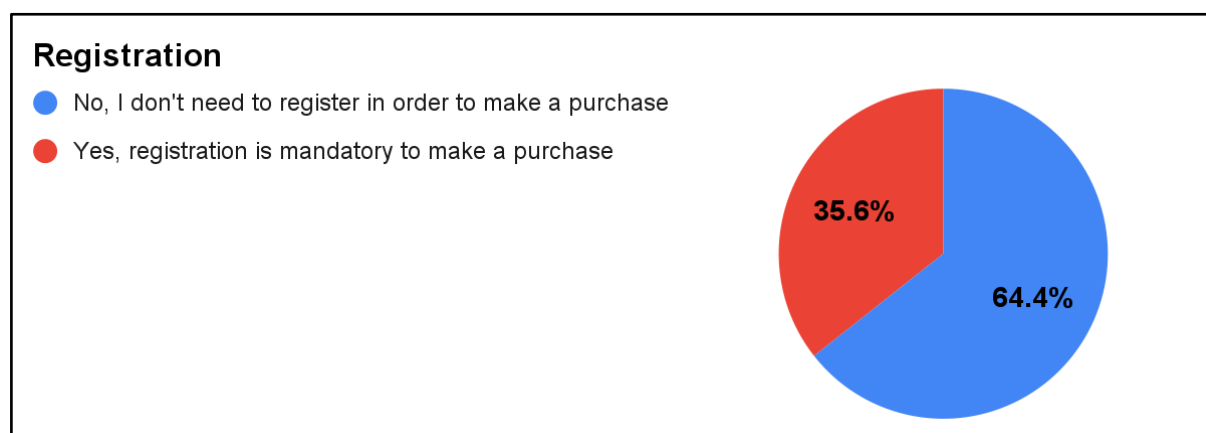 Registration
No, I don't need to register in order to make a purchase
Yes, registration is mandatory to make a purchase
35.6%
64.4%